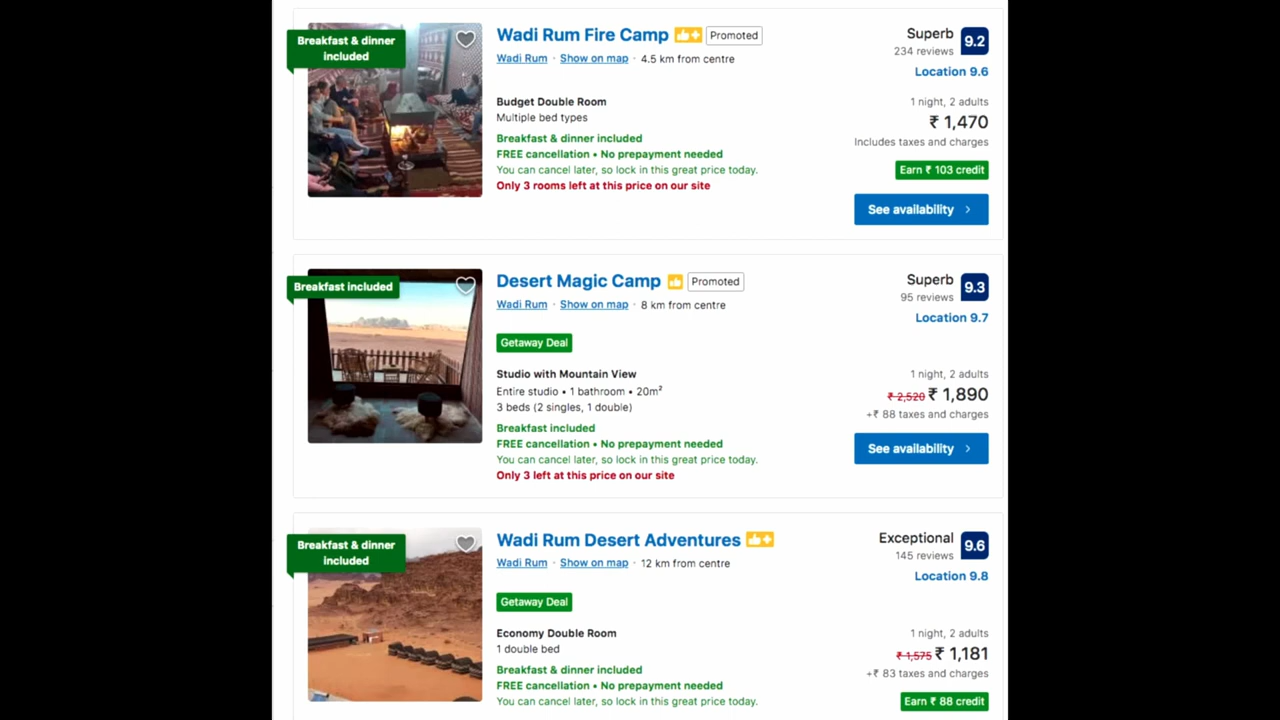 Breakfast & dinner
included
Wadi Rum Fire Camp Promoted
Wadi Rum · Show on map · 4.5 km from centre
Superb 9.2
234 reviews
Location 9.6
Budget Double Room
Multiple bed types
Breakfast & dinner included
FREE cancellation • No prepayment needed
You can cancel later, so lock in this great price today.
Only 3 rooms left at this price on our site
1 night, 2 adults
₹ 1,470
Includes taxes and charges
Earn ₹ 103 credit
See availability
Breakfast included
Desert Magic Camp Promoted
Wadi Rum · Show on map · 8 km from centre
Superb 9.3
95 reviews
Location 9.7
Getaway Deal
Studio with Mountain View
Entire studio • 1 bathroom • 20m²
3 beds (2 singles, 1 double)
Breakfast included
FREE cancellation • No prepayment needed
You can cancel later, so lock in this great price today.
Only 3 left at this price on our site
1 night, 2 adults
₹ 2,520 ₹ 1,890
+₹ 88 taxes and charges
See availability
Breakfast & dinner
included
Wadi Rum Desert Adventures
Wadi Rum · Show on map · 12 km from centre
Exceptional 9.6
145 reviews
Location 9.8
Getaway Deal
Economy Double Room
1 double bed
Breakfast & dinner included
FREE cancellation • No prepayment needed
You can cancel later, so lock in this great price today.
1 night, 2 adults
₹ 1,575 ₹ 1,181
+₹ 83 taxes and charges
Earn ₹ 88 credit